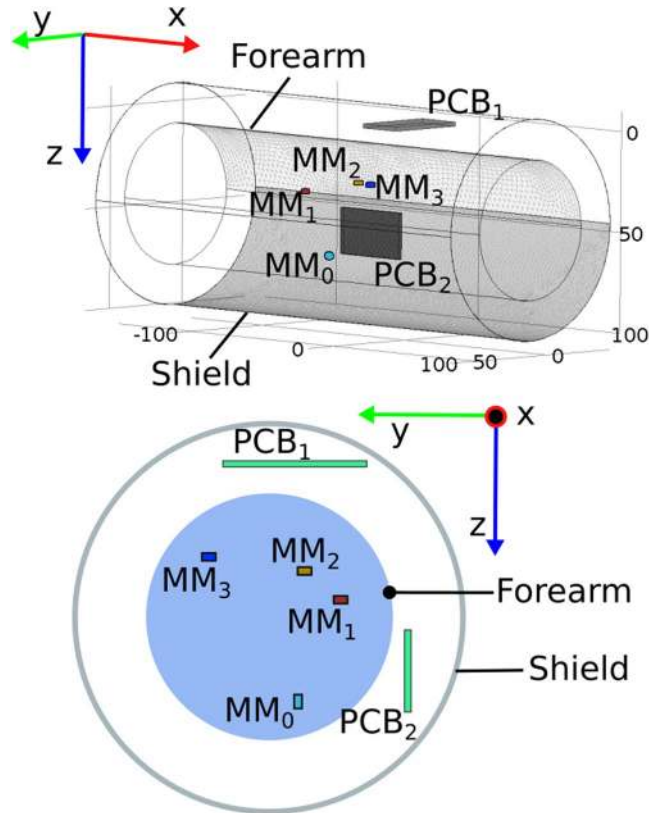 y
x
z
Forearm
PCB₁
0
MM₂
MM₃
MM₁
50
MM₀
PCB₂
-100
0
100
50
0
100
Shield
PCB₁
y
x
z
MM₃
MM₂
MM₁
Forearm
Shield
MM₀
PCB₂